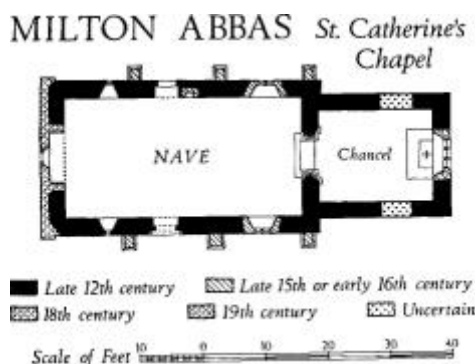 MILTON ABBAS St. Catherine's
Chapel
NAVE
Chancel
Late 12th century Late 15th or early 16th century
18th century 19th century Uncertain
Scale of Feet 10 0 10 20 30 40